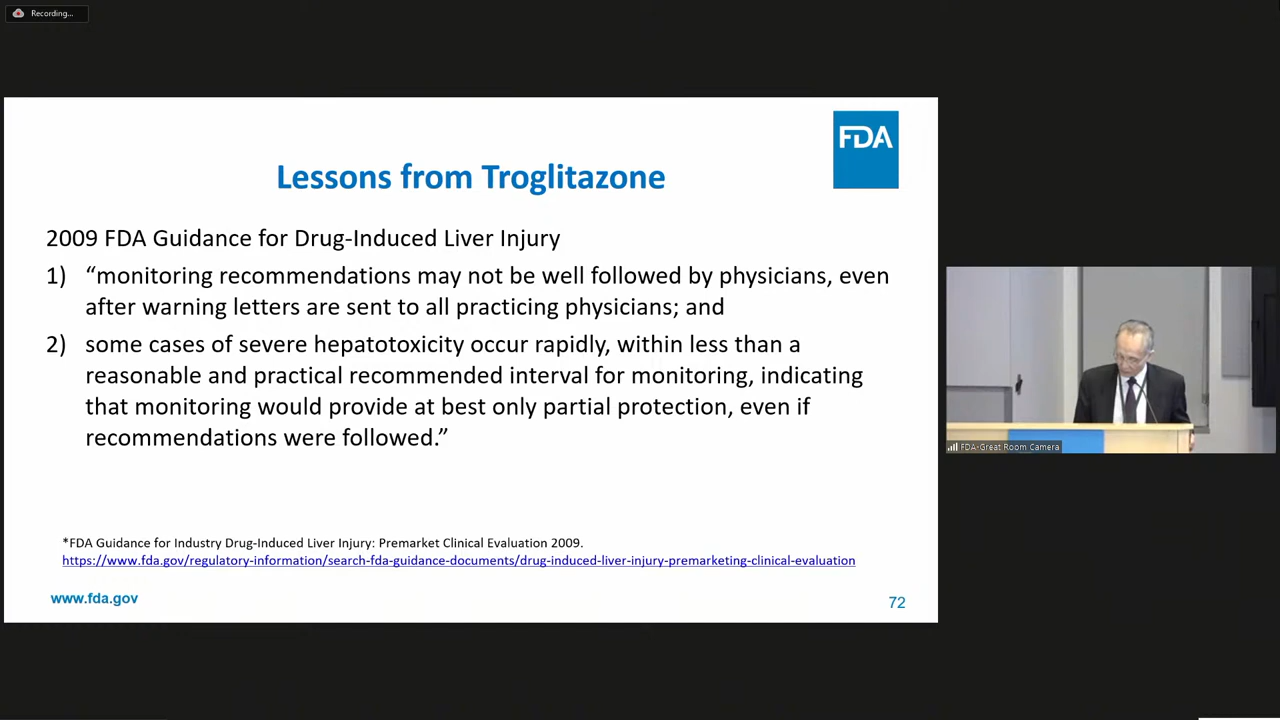 Recording...
FDA
Lessons from Troglitazone
2009 FDA Guidance for Drug-Induced Liver Injury
1) “monitoring recommendations may not be well followed by physicians, even
after warning letters are sent to all practicing physicians; and
2) some cases of severe hepatotoxicity occur rapidly, within less than a
reasonable and practical recommended interval for monitoring, indicating
that monitoring would provide at best only partial protection, even if
recommendations were followed.”
*FDA Guidance for Industry Drug-Induced Liver Injury: Premarket Clinical Evaluation 2009.
https://www.fda.gov/regulatory-information/search-fda-guidance-documents/drug-induced-liver-injury-premarketing-clinical-evaluation
www.fda.gov
72
FDA-Great Room Camera